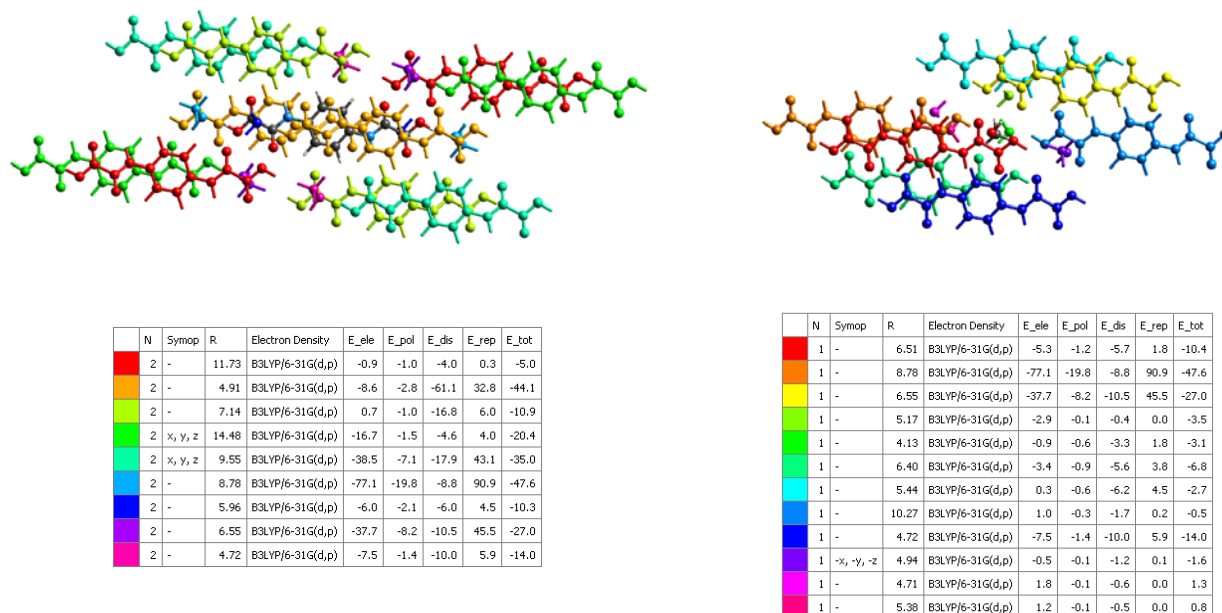 N Symop R Electron Density E_ele E_pol E_dis E_rep E_tot
2 - 11.73 B3LYP/6-31G(d,p) -0.9 -1.0 -4.0 0.3 -5.0
2 - 4.91 B3LYP/6-31G(d,p) -8.6 -2.8 -61.1 32.8 -44.1
2 - 7.14 B3LYP/6-31G(d,p) 0.7 -1.0 -16.8 6.0 -10.9
2 x, y, z 14.48 B3LYP/6-31G(d,p) -16.7 -1.5 -4.6 4.0 -20.4
2 x, y, z 9.55 B3LYP/6-31G(d,p) -38.5 -7.1 -17.9 43.1 -35.0
2 - 8.78 B3LYP/6-31G(d,p) -77.1 -19.8 -8.8 90.9 -47.6
2 - 5.96 B3LYP/6-31G(d,p) -6.0 -2.1 -6.0 4.5 -10.3
2 - 6.55 B3LYP/6-31G(d,p) -37.7 -8.2 -10.5 45.5 -27.0
2 - 4.72 B3LYP/6-31G(d,p) -7.5 -1.4 -10.0 5.9 -14.0
N Symop R Electron Density E_ele E_pol E_dis E_rep E_tot
1 - 6.51 B3LYP/6-31G(d,p) -5.3 -1.2 -5.7 1.8 -10.4
1 - 8.78 B3LYP/6-31G(d,p) -77.1 -19.8 -8.8 90.9 -47.6
1 - 6.55 B3LYP/6-31G(d,p) -37.7 -8.2 -10.5 45.5 -27.0
1 - 5.17 B3LYP/6-31G(d,p) -2.9 -0.1 -0.4 0.0 -3.5
1 - 4.13 B3LYP/6-31G(d,p) -0.9 -0.6 -3.3 1.8 -3.1
1 - 6.40 B3LYP/6-31G(d,p) -3.4 -0.9 -5.6 3.8 -6.8
1 - 5.44 B3LYP/6-31G(d,p) 0.3 -0.6 -6.2 4.5 -2.7
1 - 10.27 B3LYP/6-31G(d,p) 1.0 -0.3 -1.7 0.2 -0.5
1 - 4.72 B3LYP/6-31G(d,p) -7.5 -1.4 -10.0 5.9 -14.0
1 -x, -y, -z 4.94 B3LYP/6-31G(d,p) -0.5 -0.1 -1.2 0.1 -1.6
1 - 4.71 B3LYP/6-31G(d,p) 1.8 -0.1 -0.6 0.0 1.3
1 - 5.38 B3LYP/6-31G(d,p) 1.2 -0.1 -0.5 0.0 0.8